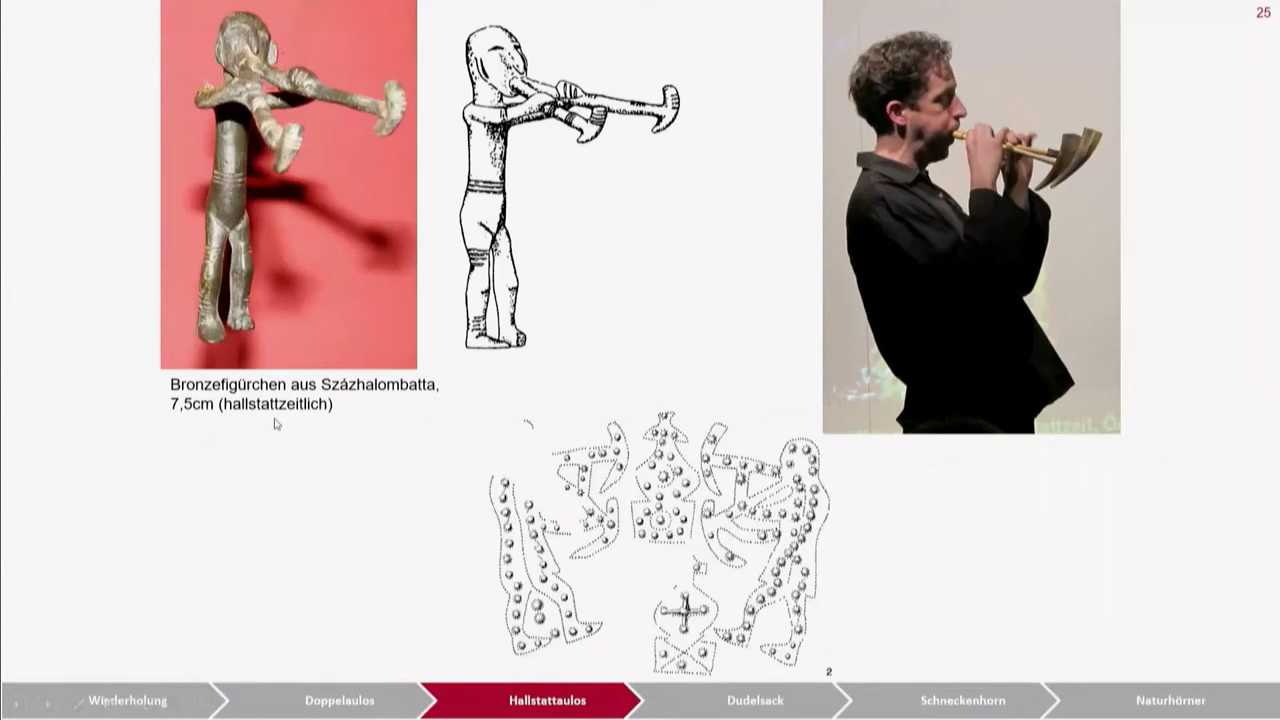 25
Bronzefigürchen aus Százhalombatta,
7,5cm (hallstattzeitlich)
2
Wiederholung
Doppelaulos
Hallstattaulos
Dudelsack
Schneckenhorn
Naturhörner